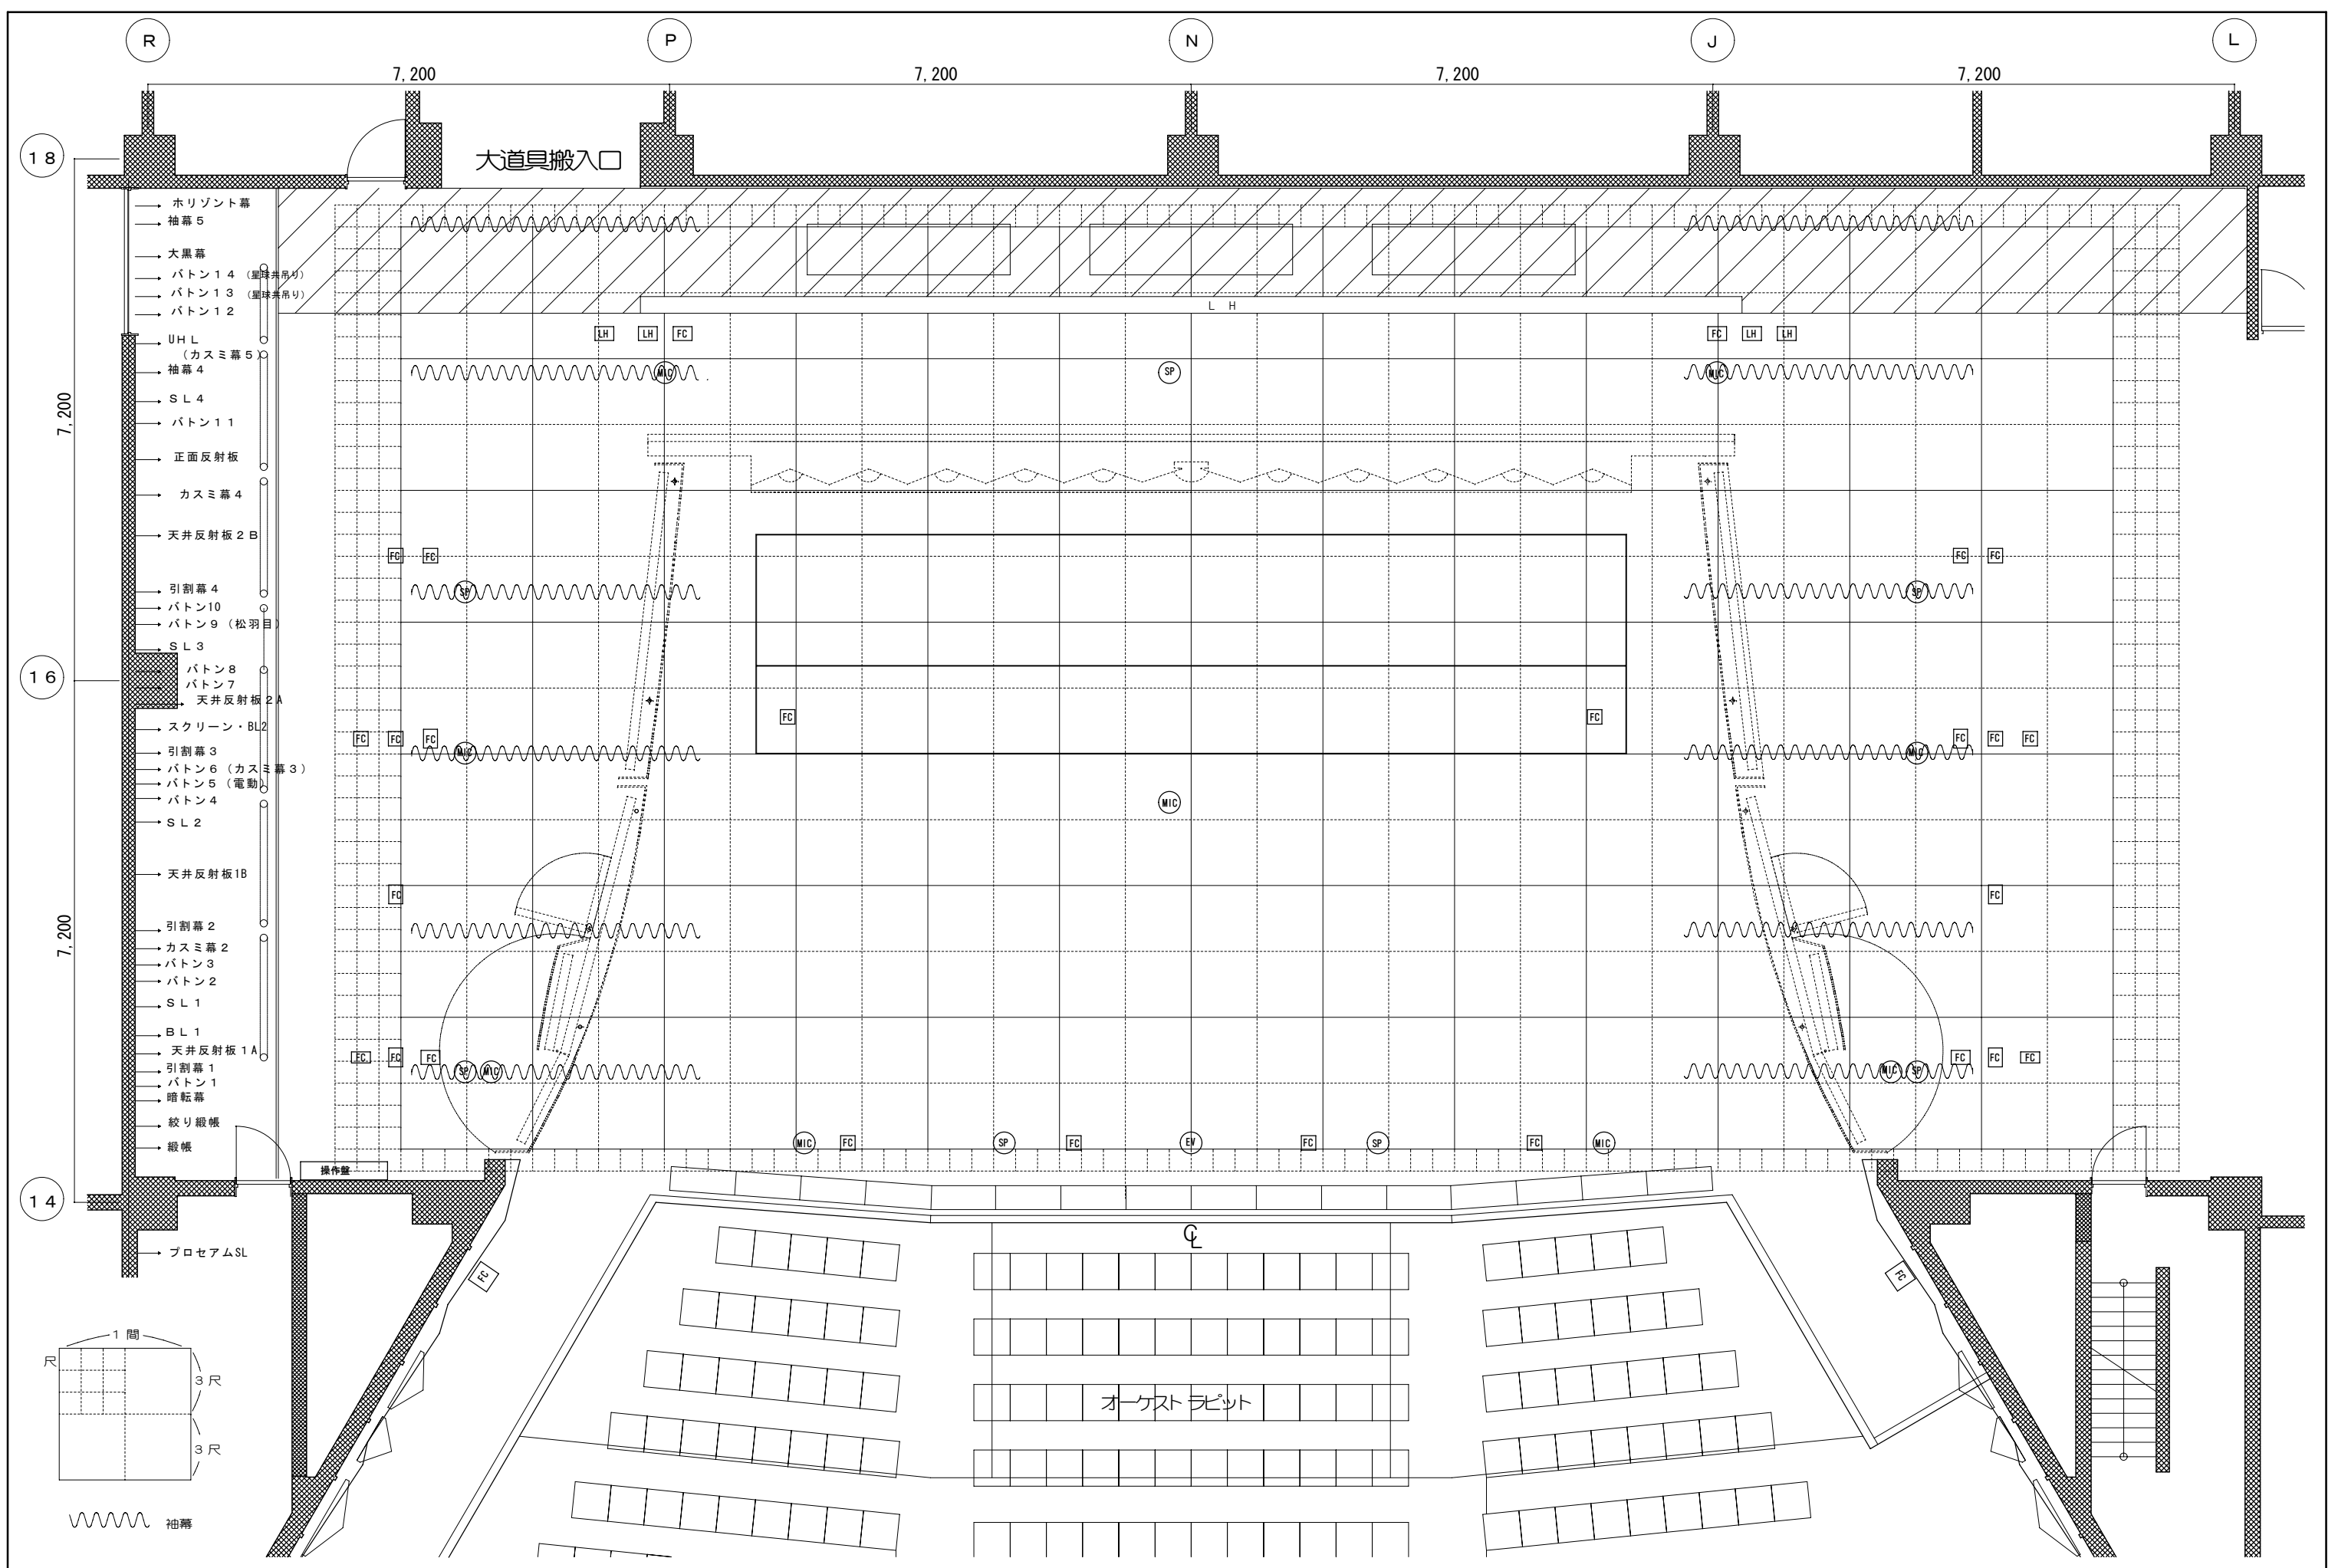 R P N J L
7,200 7,200 7,200 7,200
18
大道具搬入口
ホリゾント幕
袖幕5
大黒幕
バトン14 (星球共吊り)
バトン13 (星球共吊り)
バトン12
LH
UHL
(カスミ幕5)
LH LH FC FC LH LH
袖幕4
MIC SP MIC
SL4
7,200
バトン11
正面反射板
カスミ幕4
天井反射板2B
FC FC FC FC
引割幕4
SP SP
バトン10
バトン9(松羽目)
SL3
16
バトン8
バトン7
天井反射板2A
FC FC
スクリーン・BL2
FC FC FC FC FC FC
引割幕3
MIC MIC
バトン6(カスミ幕3)
バトン5(電動)
バトン4
MIC
SL2
天井反射板1B
FC FC
引割幕2
7,200
カスミ幕2
バトン3
バトン2
SL1
BL1
天井反射板1A
FC FC FC FC FC FC
引割幕1
SP MIC MIC SP
バトン1
暗転幕
絞り緞帳
緞帳
MIC FC SP FC EV FC SP FC MIC
操作盤
14
CL
プロセアムSL
FC FC
1間
尺
3尺
オーケストラピット
3尺
袖幕